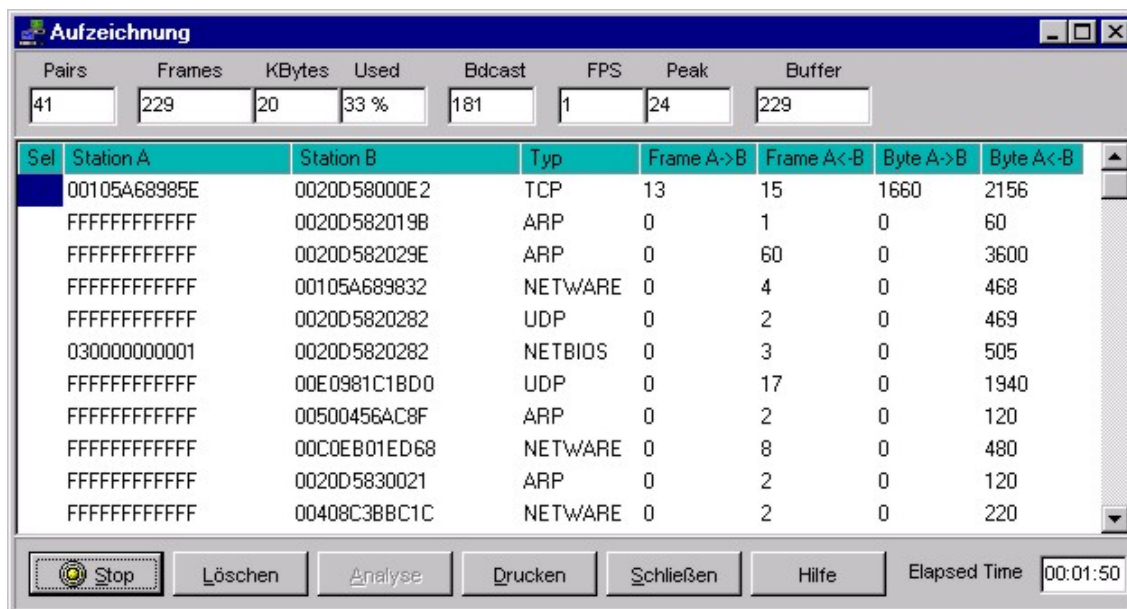 Aufzeichnung
Pairs Frames KBytes Used Bdcast FPS Peak Buffer
41 229 20 33 % 181 1 24 229
Sel Station A Station B Typ Frame A->B Frame A<-B Byte A->B Byte A<-B
00105A68985E 0020D58000E2 TCP 13 15 1660 2156
FFFFFFFFFFFF 0020D582019B ARP 0 1 0 60
FFFFFFFFFFFF 0020D582029E ARP 0 60 0 3600
FFFFFFFFFFFF 00105A689832 NETWARE 0 4 0 468
FFFFFFFFFFFF 0020D5820282 UDP 0 2 0 469
030000000001 0020D5820282 NETBIOS 0 3 0 505
FFFFFFFFFFFF 00E0981C1BD0 UDP 0 17 0 1940
FFFFFFFFFFFF 00500456AC8F ARP 0 2 0 120
FFFFFFFFFFFF 00C0EB01ED68 NETWARE 0 8 0 480
FFFFFFFFFFFF 0020D5830021 ARP 0 2 0 120
FFFFFFFFFFFF 00408C3BBC1C NETWARE 0 2 0 220
Stop Löschen Analyse Drucken Schließen Hilfe Elapsed Time 00:01:50